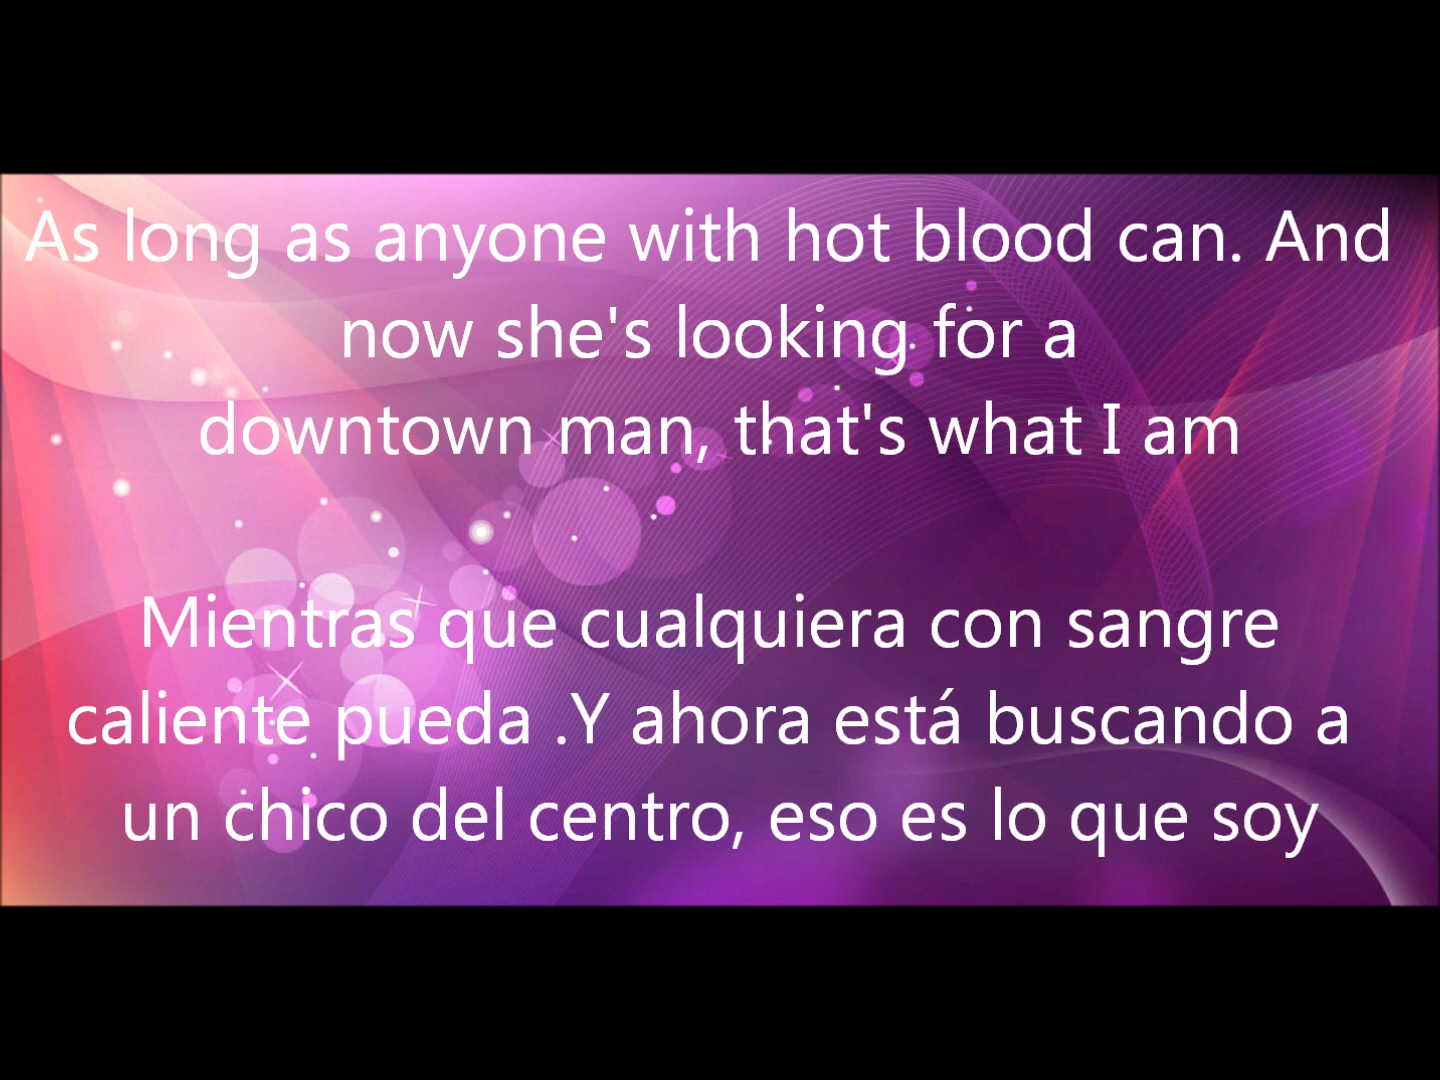 As long as anyone with hot blood can. And
now she's looking for a
downtown man, that's what I am
Mientras que cualquiera con sangre
caliente pueda .Y ahora está buscando a
un chico del centro, eso es lo que soy